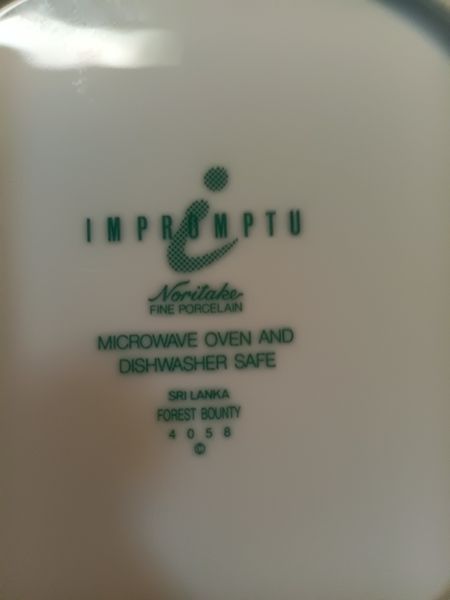 IMPROMPTU
Noritake
FINE PORCELAIN
MICROWAVE OVEN AND
DISHWASHER SAFE
SRI LANKA
FOREST BOUNTY
4058
©